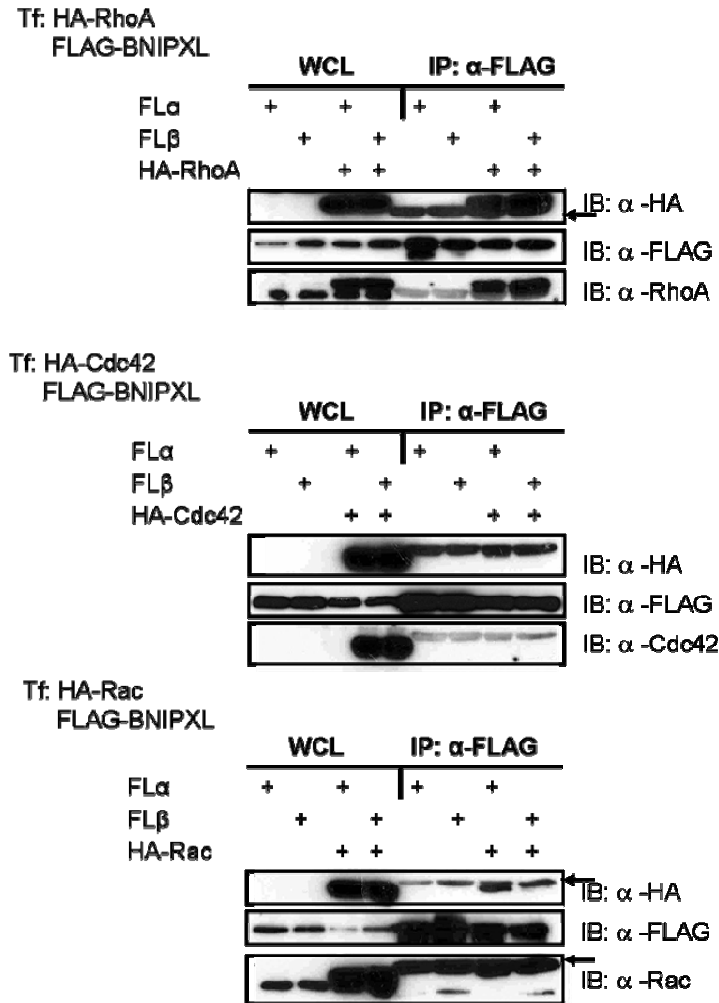 Tf: HA-RhoA
FLAG-BNIPXL
WCL IP: α-FLAG
FLα + + + +
FLβ + + + +
HA-RhoA + + + +
IB: α -HA
IB: α -FLAG
IB: α -RhoA
Tf: HA-Cdc42
FLAG-BNIPXL
WCL IP: α-FLAG
FLα + + + +
FLβ + + + +
HA-Cdc42 + + + +
IB: α -HA
IB: α -FLAG
IB: α -Cdc42
Tf: HA-Rac
FLAG-BNIPXL
WCL IP: α-FLAG
FLα + + + +
FLβ + + + +
HA-Rac + + + +
IB: α -HA
IB: α -FLAG
IB: α -Rac